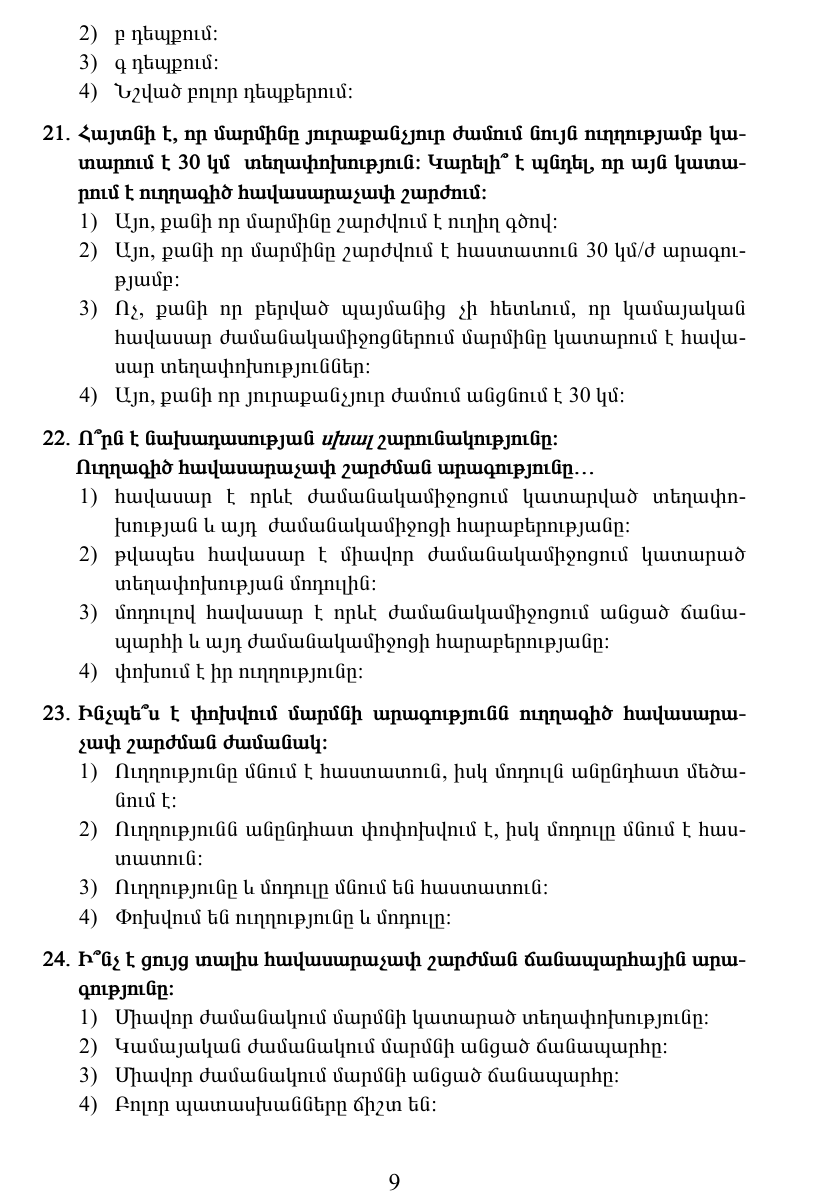 2) բ դեպքում:
3) գ դեպքում:
4) Նշված բոլոր դեպքերում:
21. Հայտնի է, որ մարմինը յուրաքանչյուր ժամում նույն ուղղությամբ կա-
տարում է 30 կմ տեղափոխություն: Կարելի՞ է պնդել, որ այն կատա-
րում է ուղղագիծ հավասարաչափ շարժում:
1) Այո, քանի որ մարմինը շարժվում է ուղիղ գծով:
2) Այո, քանի որ մարմինը շարժվում է հաստատուն 30 կմ/ժ արագու-
թյամբ:
3) Ոչ, քանի որ բերված պայմանից չի հետևում, որ կամայական
հավասար ժամանակամիջոցներում մարմինը կատարում է հավա-
սար տեղափոխություններ:
4) Այո, քանի որ յուրաքանչյուր ժամում անցնում է 30 կմ:
22. Ո՞րն է նախադասության սխալ շարունակությունը:
Ուղղագիծ հավասարաչափ շարժման արագությունը...
1) հավասար է որևէ ժամանակամիջոցում կատարված տեղափո-
խության և այդ ժամանակամիջոցի հարաբերությանը:
2) թվապես հավասար է միավոր ժամանակամիջոցում կատարած
տեղափոխության մոդուլին:
3) մոդուլով հավասար է որևէ ժամանակամիջոցում անցած ճանա-
պարհի և այդ ժամանակամիջոցի հարաբերությանը:
4) փոխում է իր ուղղությունը:
23. Ինչպե՞ս է փոխվում մարմնի արագությունն ուղղագիծ հավասարա-
չափ շարժման ժամանակ:
1) Ուղղությունը մնում է հաստատուն, իսկ մոդուլն անընդհատ մեծա-
նում է:
2) Ուղղությունն անընդհատ փոփոխվում է, իսկ մոդուլը մնում է հաս-
տատուն:
3) Ուղղությունը և մոդուլը մնում են հաստատուն:
4) Փոխվում են ուղղությունը և մոդուլը:
24. Ի՞նչ է ցույց տալիս հավասարաչափ շարժման ճանապարհային արա-
գությունը:
1) Միավոր ժամանակում մարմնի կատարած տեղափոխությունը:
2) Կամայական ժամանակում մարմնի անցած ճանապարհը:
3) Միավոր ժամանակում մարմնի անցած ճանապարհը:
4) Բոլոր պատասխանները ճիշտ են:
9